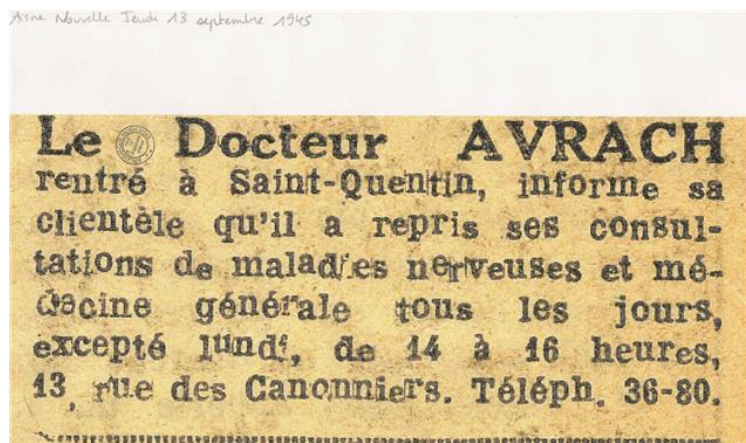 Aisne Nouvelle Jeudi 13 septembre 1945
Le Docteur AVRACH
rentré à Saint-Quentin, informe sa
clientèle qu'il a repris ses consul-
tations de maladies nerveuses et mé-
decine générale tous les jours,
excepté lundi, de 14 à 16 heures,
13, rue des Canonniers. Téléph. 36-80.